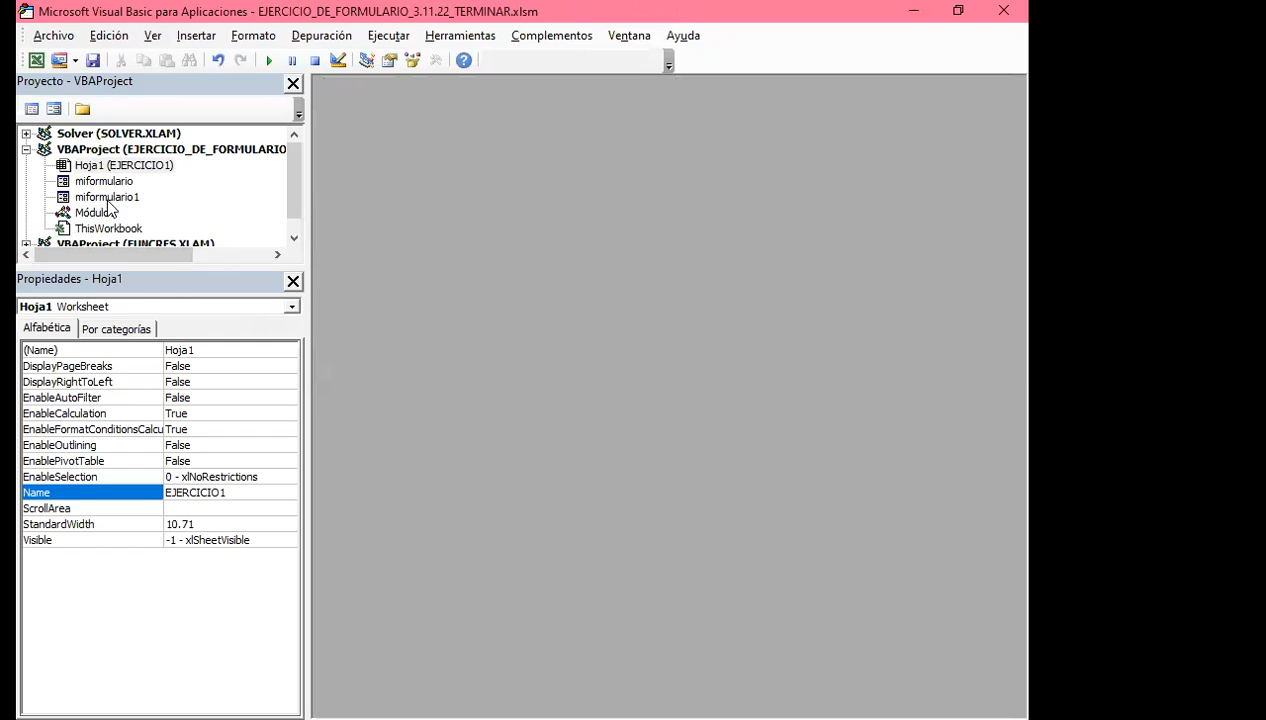 Microsoft Visual Basic para Aplicaciones - EJERCICIO_DE_FORMULARIO_3.11.22_TERMINAR.xlsm
Archivo Edición Ver Insertar Formato Depuración Ejecutar Herramientas Complementos Ventana Ayuda
Proyecto - VBAProject
Solver (SOLVER.XLAM)
VBAProject (EJERCICIO_DE_FORMULARIO
Hoja1 (EJERCICIO1)
miformulario
miformulario1
ThisWorkbook
VBAProject (FUNCRES.XLAM)
Propiedades - Hoja1
Hoja1 Worksheet
Alfabética Por categorías
(Name) Hoja1
DisplayPageBreaks False
DisplayRightToLeft False
EnableAutoFilter False
EnableCalculation True
EnableFormatConditionsCalcu True
EnableOutlining False
EnablePivotTable False
EnableSelection 0 - xlNoRestrictions
Name EJERCICIO1
ScrollArea
StandardWidth 10.71
Visible -1 - xlSheetVisible